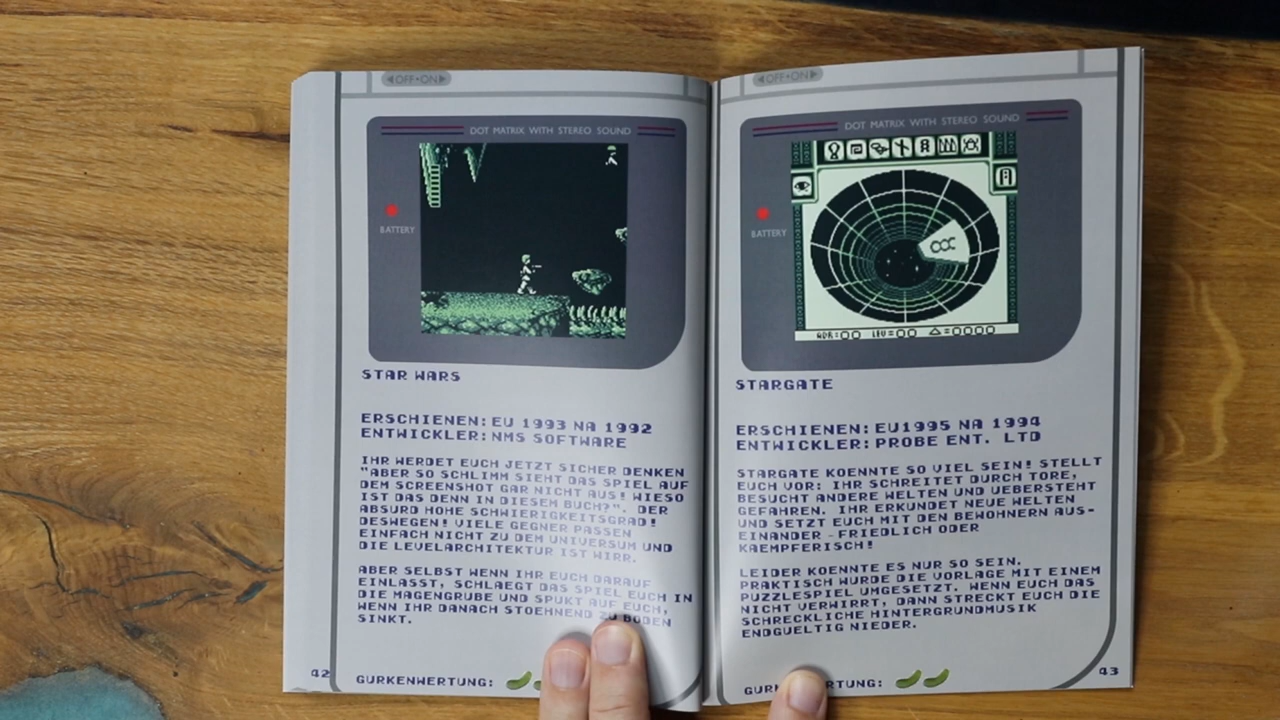 ◀OFF•ON▶
DOT MATRIX WITH STEREO SOUND
BATTERY
STAR WARS
ERSCHIENEN: EU 1993 NA 1992
ENTWICKLER: NMS SOFTWARE
IHR WERDET EUCH JETZT SICHER DENKEN
"ABER SO SCHLIMM SIEHT DAS SPIEL AUF
DEM SCREENSHOT GAR NICHT AUS! WIESO
IST DAS DENN IN DIESEM BUCH?". DER
ABSURD HOHE SCHWIERIGKEITSGRAD!
DESWEGEN! VIELE GEGNER PASSEN
EINFACH NICHT ZU DEM UNIVERSUM UND
DIE LEVELARCHITEKTUR IST WIRR.
ABER SELBST WENN IHR EUCH DARAUF
EINLASST, SCHLAEGT DAS SPIEL EUCH IN
DIE MAGENGRUBE UND SPUKT AUF EUCH,
WENN IHR DANACH STOEHNEND ZU BODEN
SINKT.
42
GURKENWERTUNG:
◀OFF•ON▶
DOT MATRIX WITH STEREO SOUND
BATTERY
ADR=00 LEV=00 △=0000
STARGATE
ERSCHIENEN: EU1995 NA 1994
ENTWICKLER: PROBE ENT. LTD
STARGATE KOENNTE SO VIEL SEIN! STELLT
EUCH VOR: IHR SCHREITET DURCH TORE,
BESUCHT ANDERE WELTEN UND UEBERSTEHT
GEFAHREN. IHR ERKUNDET NEUE WELTEN
UND SETZT EUCH MIT DEN BEWOHNERN AUS-
EINANDER - FRIEDLICH ODER
KAEMPFERISCH!
LEIDER KOENNTE ES NUR SO SEIN.
PRAKTISCH WURDE DIE VORLAGE MIT EINEM
PUZZLESPIEL UMGESETZT. WENN EUCH DAS
NICHT VERWIRRT, DANN STRECKT EUCH DIE
SCHRECKLICHE HINTERGRUNDMUSIK
ENDGUELTIG NIEDER.
43